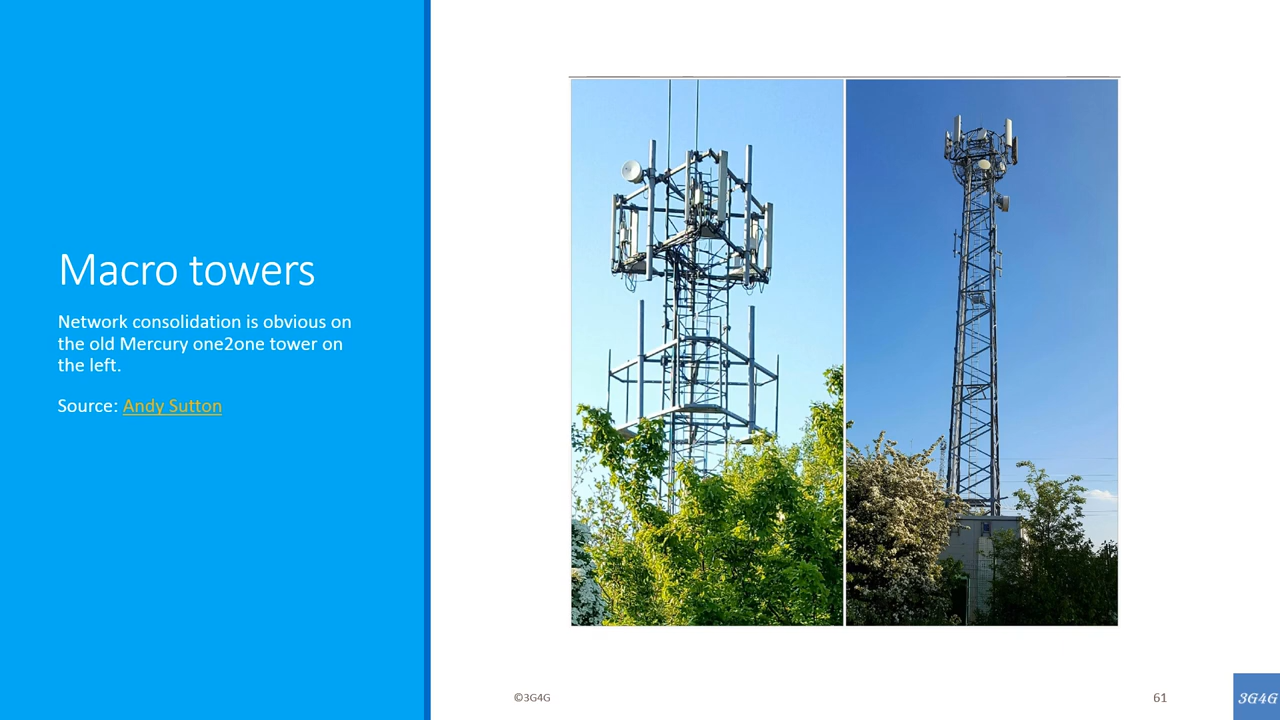 Macro towers
Network consolidation is obvious on
the old Mercury one2one tower on
the left.
Source: Andy Sutton
©3G4G
61
3G4G